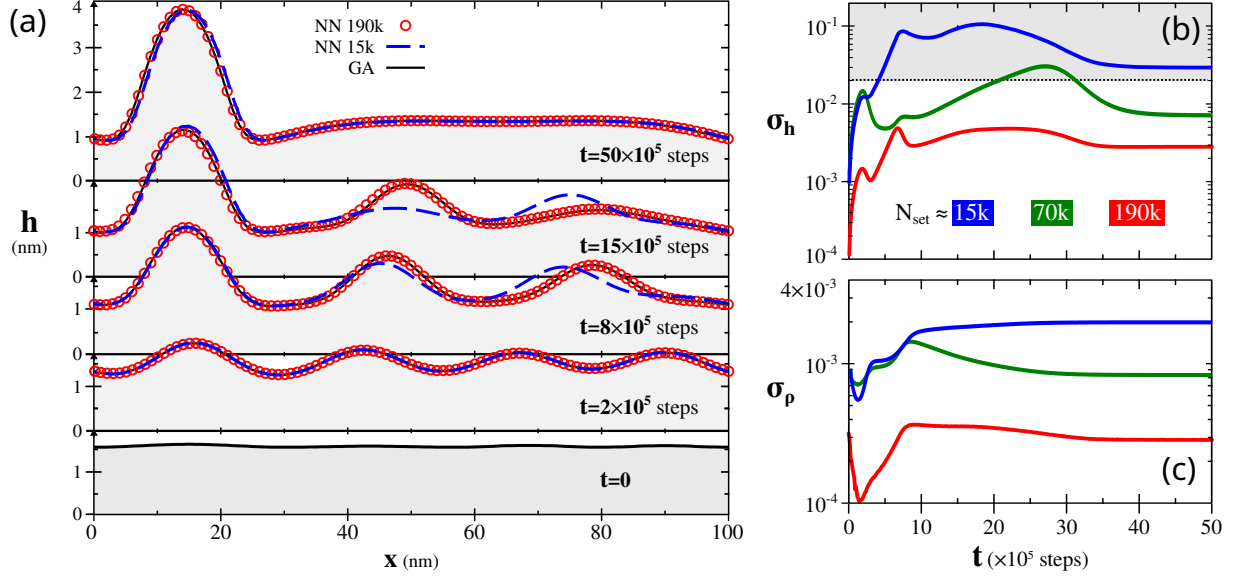 (a)
NN 190k
NN 15k
GA
4
3
2
1
0
t=50×10⁵ steps
1
0
t=15×10⁵ steps
1
0
t=8×10⁵ steps
1
0
t=2×10⁵ steps
1
0
t=0
h
(nm)
0 20 40 60 80 100
x (nm)
(b)
10⁻¹
10⁻²
10⁻³
10⁻⁴
σh
Nset ≈ 15k 70k 190k
(c)
4×10⁻³
10⁻³
10⁻⁴
σρ
0 10 20 30 40 50
t (×10⁵ steps)